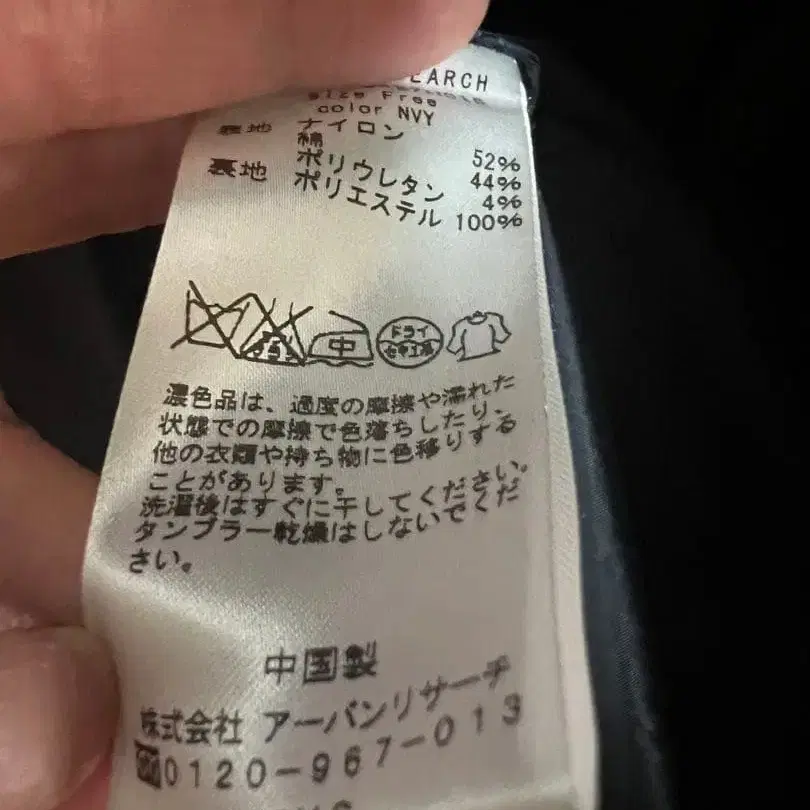 EARCH
size Free
color NVY
表地 ナイロン 52%
綿 44%
ポリウレタン 4%
裏地 ポリエステル 100%
中
ドライ
濃色品は、過度の摩擦や濡れた
状態での摩擦で色落ちしたり、
他の衣類や持ち物に色移りする
ことがあります。
洗濯後はすぐに干してください。
タンブラー乾燥はしないでくだ
さい。
中国製
株式会社 アーバンリサーチ
0120-967-013